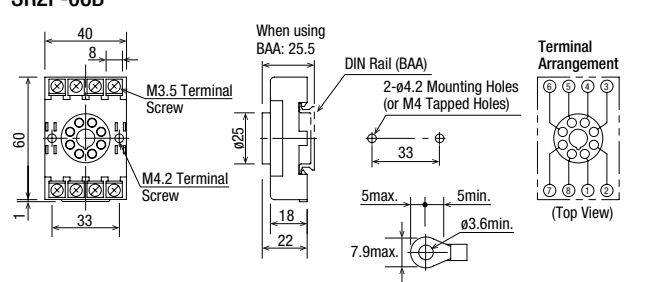 40
8
M3.5 Terminal
Screw
60
M4.2 Terminal
Screw
1
33
When using
BAA: 25.5
DIN Rail (BAA)
ø25
18
22
2-ø4.2 Mounting Holes
(or M4 Tapped Holes)
33
5max.
5min.
ø3.6min.
7.9max.
Terminal
Arrangement
6 5 4 3
7 8 1 2
(Top View)